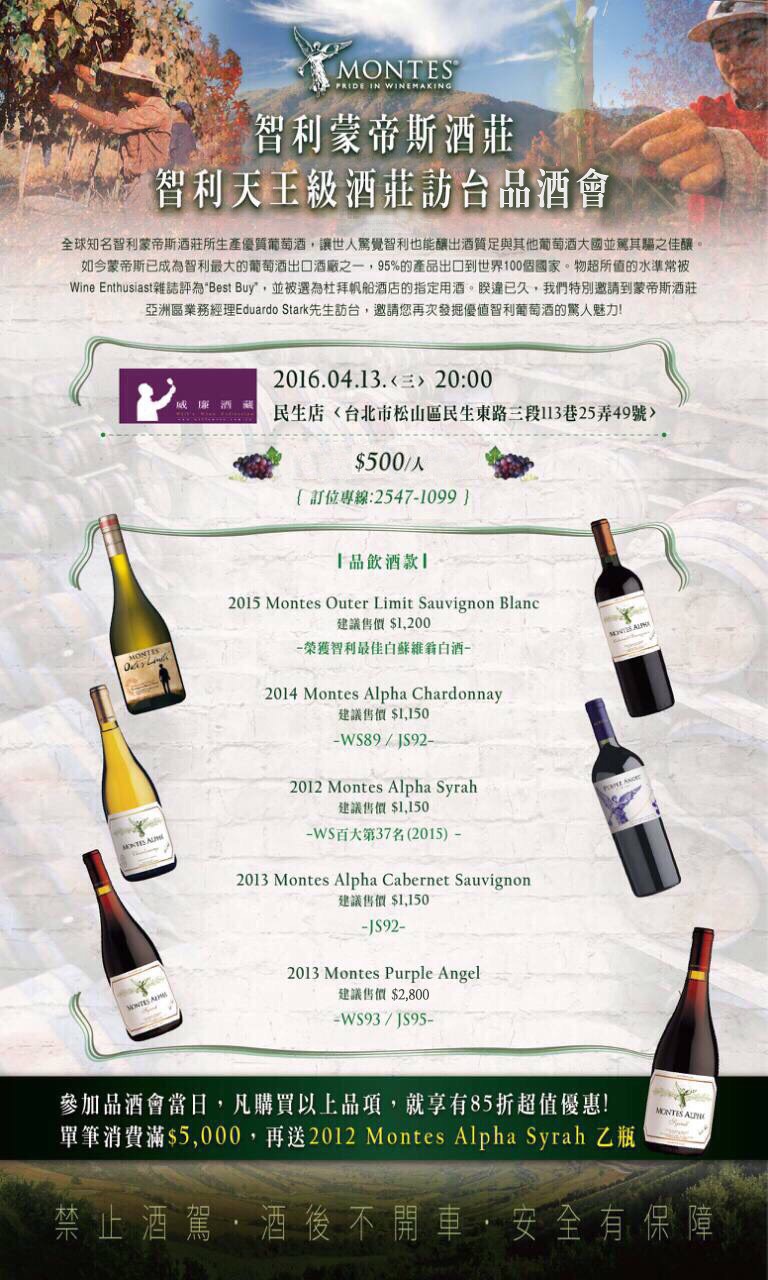 MONTES®
PRIDE IN WINEMAKING
智利蒙帝斯酒莊
智利天王級酒莊訪台品酒會
全球知名智利蒙帝斯酒莊所生產優質葡萄酒，讓世人驚覺智利也能釀出酒質足與其他葡萄酒大國並駕其驅之佳釀。
如今蒙帝斯已成為智利最大的葡萄酒出口酒廠之一，95%的產品出口到世界100個國家。物超所值的水準常被
Wine Enthusiast雜誌評為“Best Buy”，並被選為杜拜帆船酒店的指定用酒。睽違已久，我們特別邀請到蒙帝斯酒莊
亞洲區業務經理Eduardo Stark先生訪台，邀請您再次發掘優值智利葡萄酒的驚人魅力!
威廉酒藏
2016.04.13.〈三〉 20:00
民生店〈台北市松山區民生東路三段113巷25弄49號〉
$500/人
{ 訂位專線:2547-1099 }
品飲酒款
2015 Montes Outer Limit Sauvignon Blanc
建議售價 $1,200
-榮獲智利最佳白蘇維翁白酒-
2014 Montes Alpha Chardonnay
建議售價 $1,150
-WS89 / JS92-
2012 Montes Alpha Syrah
建議售價 $1,150
-WS百大第37名(2015) -
2013 Montes Alpha Cabernet Sauvignon
建議售價 $1,150
-JS92-
2013 Montes Purple Angel
建議售價 $2,800
-WS93 / JS95-
MONTES
Outer Limits
MONTES ALPHA
MONTES ALPHA
Syrah
MONTES ALPHA
Cabernet Sauvignon
PURPLE ANGEL
MONTES ALPHA
Syrah
參加品酒會當日，凡購買以上品項，就享有85折超值優惠!
單筆消費滿$5,000，再送2012 Montes Alpha Syrah 乙瓶
禁止酒駕·酒後不開車·安全有保障